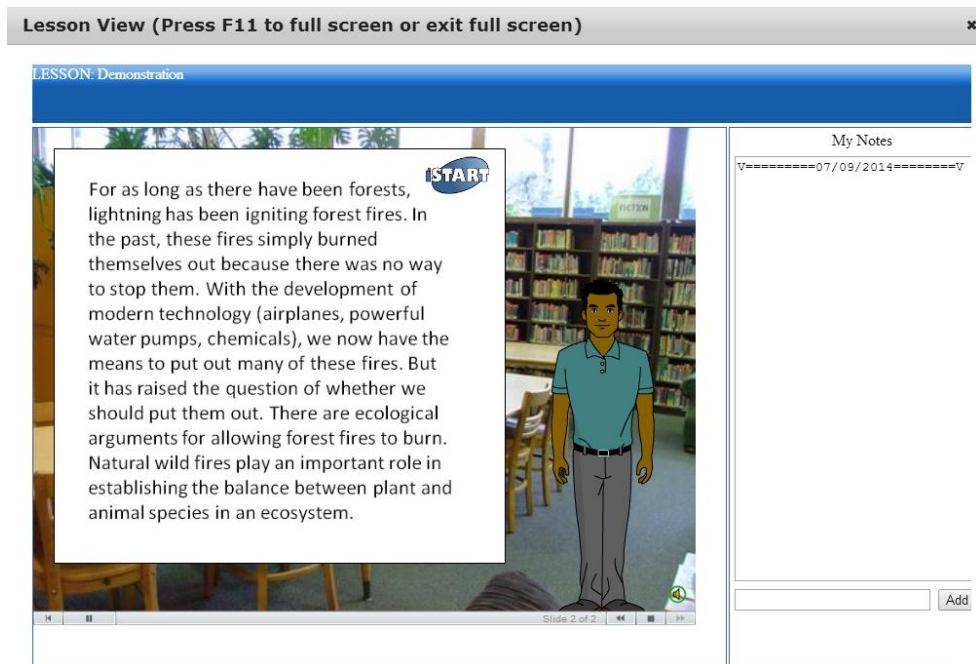 Lesson View (Press F11 to full screen or exit full screen)
x
LESSON: Demonstration
iSTART
For as long as there have been forests,
lightning has been igniting forest fires. In
the past, these fires simply burned
themselves out because there was no way
to stop them. With the development of
modern technology (airplanes, powerful
water pumps, chemicals), we now have the
means to put out many of these fires. But
it has raised the question of whether we
should put them out. There are ecological
arguments for allowing forest fires to burn.
Natural wild fires play an important role in
establishing the balance between plant and
animal species in an ecosystem.
FICTION
Slide 2 of 2
My Notes
V=========07/09/2014========V
Add